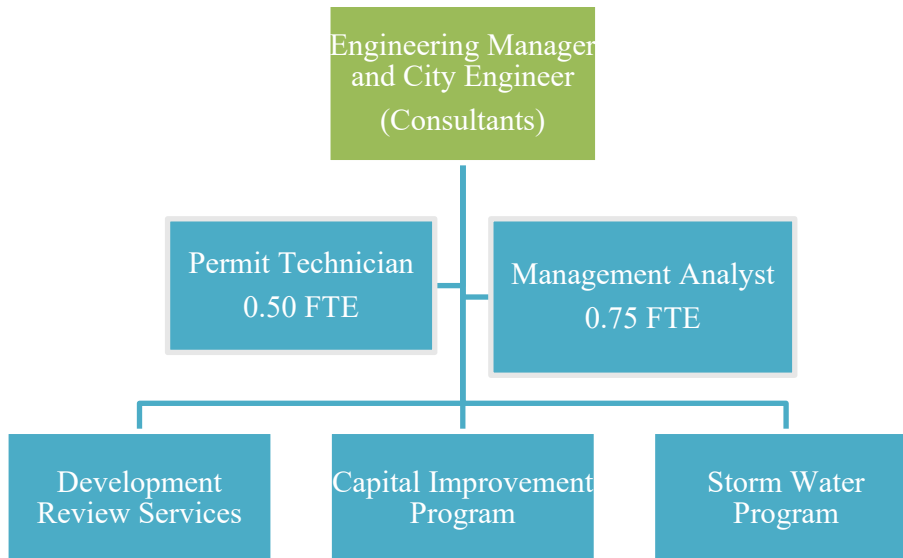 Engineering Manager
and City Engineer
(Consultants)
Permit Technician
0.50 FTE
Management Analyst
0.75 FTE
Development
Review Services
Capital Improvement
Program
Storm Water
Program